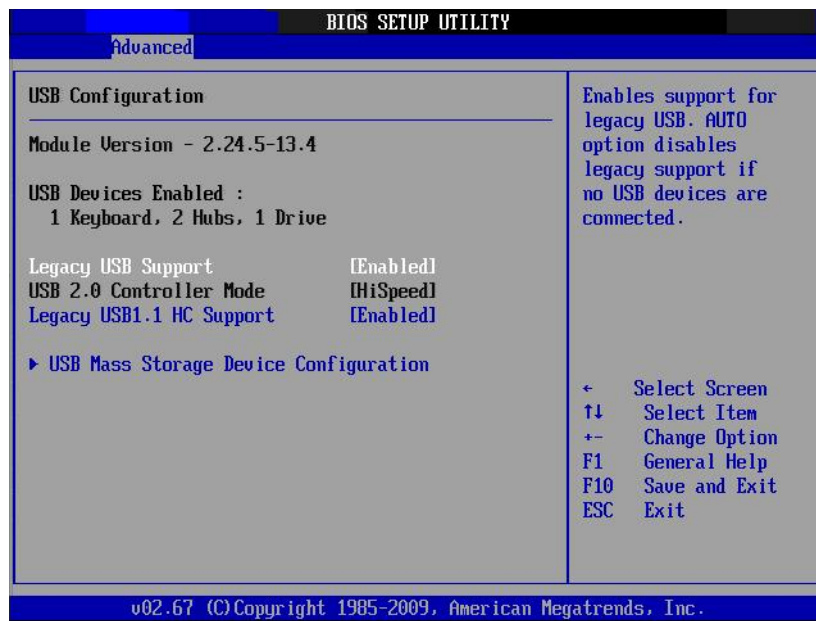 BIOS SETUP UTILITY
Advanced
USB Configuration
Module Version - 2.24.5-13.4
USB Devices Enabled :
1 Keyboard, 2 Hubs, 1 Drive
Legacy USB Support [Enabled]
USB 2.0 Controller Mode [HiSpeed]
Legacy USB1.1 HC Support [Enabled]
▶ USB Mass Storage Device Configuration
Enables support for
legacy USB. AUTO
option disables
legacy support if
no USB devices are
connected.
← Select Screen
↑↓ Select Item
+- Change Option
F1 General Help
F10 Save and Exit
ESC Exit
v02.67 (C)Copyright 1985-2009, American Megatrends, Inc.